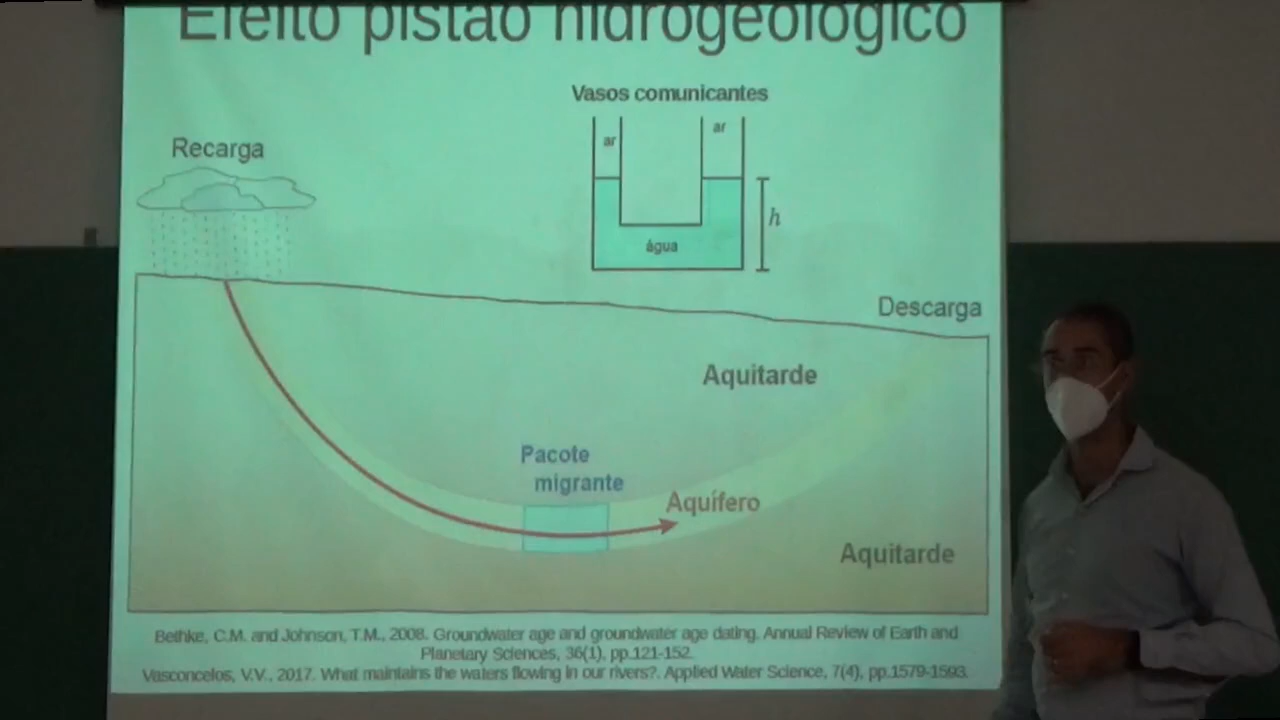 Efeito pistão hidrogeológico
Vasos comunicantes
ar
ar
Recarga
h
água
Descarga
Aquitarde
Pacote
migrante
Aquífero
Aquitarde
Bethke, C.M. and Johnson, T.M., 2008. Groundwater age and groundwater age dating. Annual Review of Earth and
Planetary Sciences, 36(1), pp.121-152.
Vasconcelos, V.V., 2017. What maintains the waters flowing in our rivers?. Applied Water Science, 7(4), pp.1579-1593.